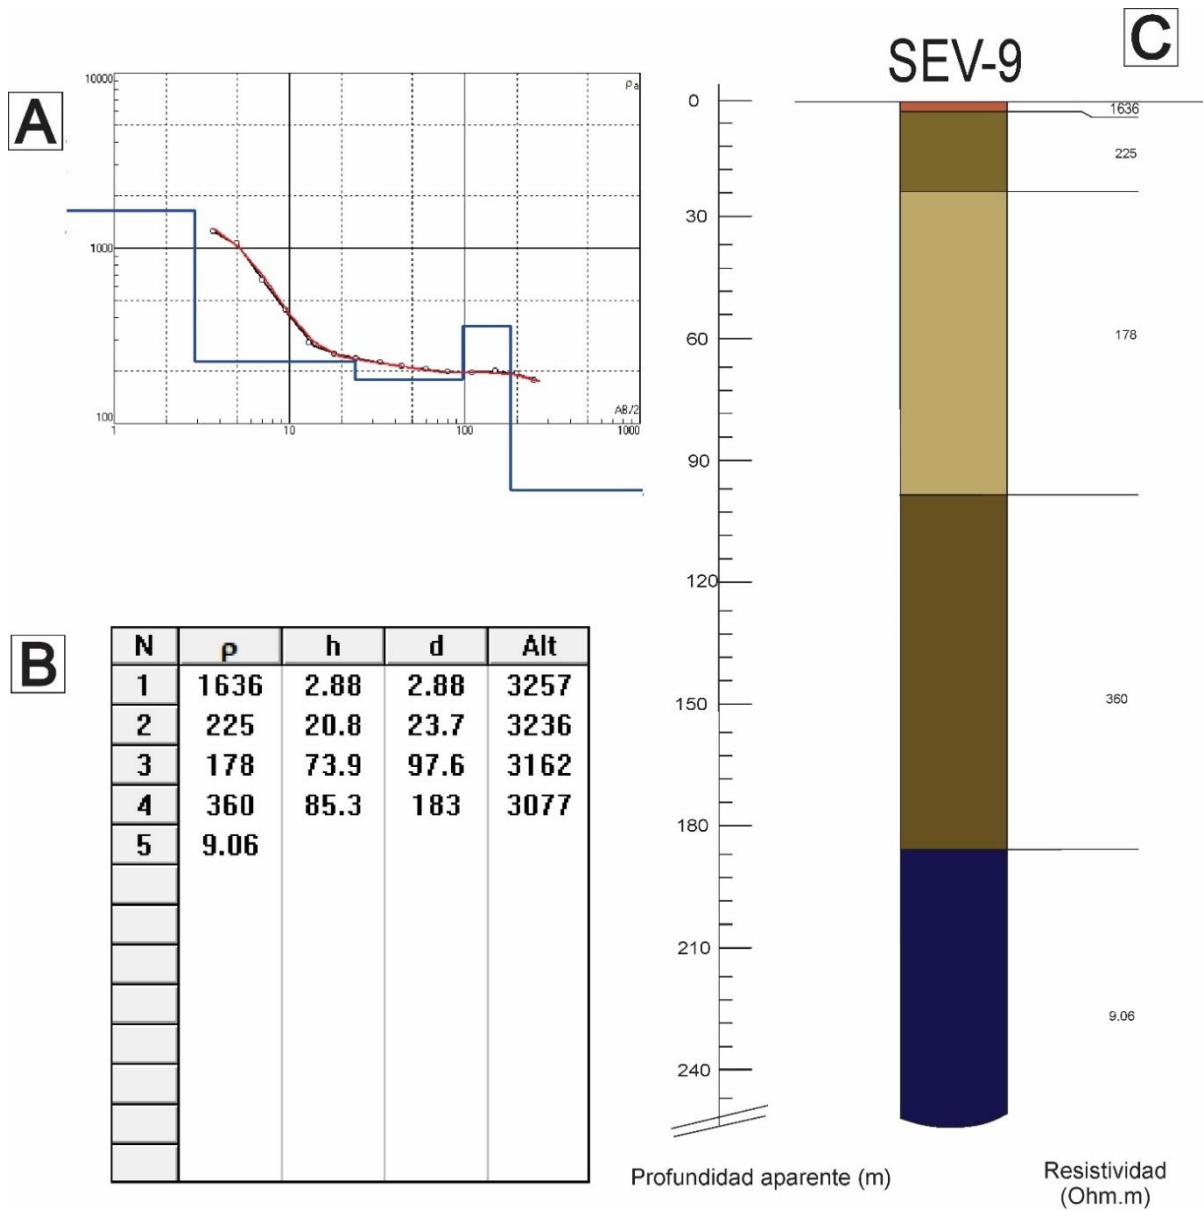 A
10000
ρa
1000
100
AB/2
1
10
100
1000
B
N ρ h d Alt
1 1636 2.88 2.88 3257
2 225 20.8 23.7 3236
3 178 73.9 97.6 3162
4 360 85.3 183 3077
5 9.06
C
SEV-9
0
30
60
90
120
150
180
210
240
1636
225
178
360
9.06
Profundidad aparente (m)
Resistividad
(Ohm.m)